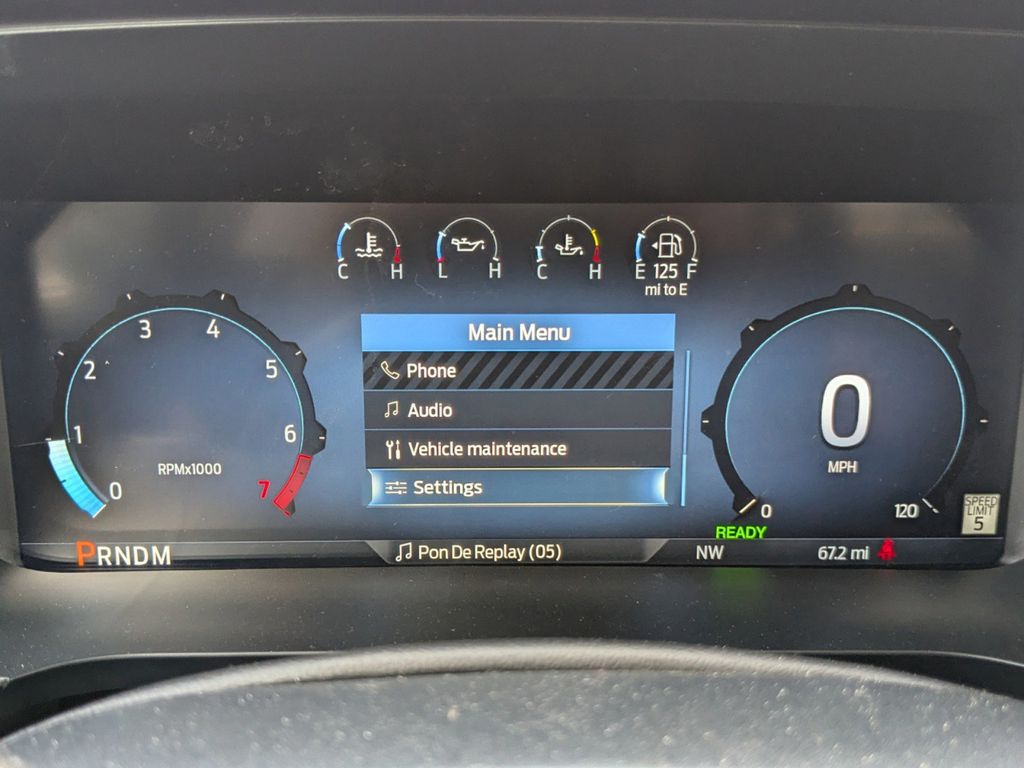 C H
L H
C H
E 125 F
mi to E
Main Menu
Phone
Audio
Vehicle maintenance
Settings
0
1
2
3
4
5
6
7
RPMx1000
0
MPH
0
120
SPEED
LIMIT
5
READY
PRNDM
Pon De Replay (05)
NW
67.2 mi